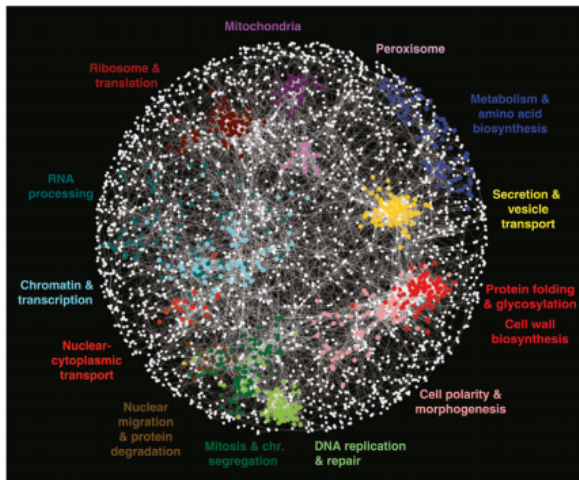 Mitochondria
Peroxisome
Ribosome &
translation
Metabolism &
amino acid
biosynthesis
RNA
processing
Secretion &
vesicle
transport
Chromatin &
transcription
Protein folding
& glycosylation
Cell wall
biosynthesis
Nuclear-
cytoplasmic
transport
Cell polarity &
morphogenesis
Nuclear
migration
& protein
degradation
Mitosis & chr.
segregation
DNA replication
& repair